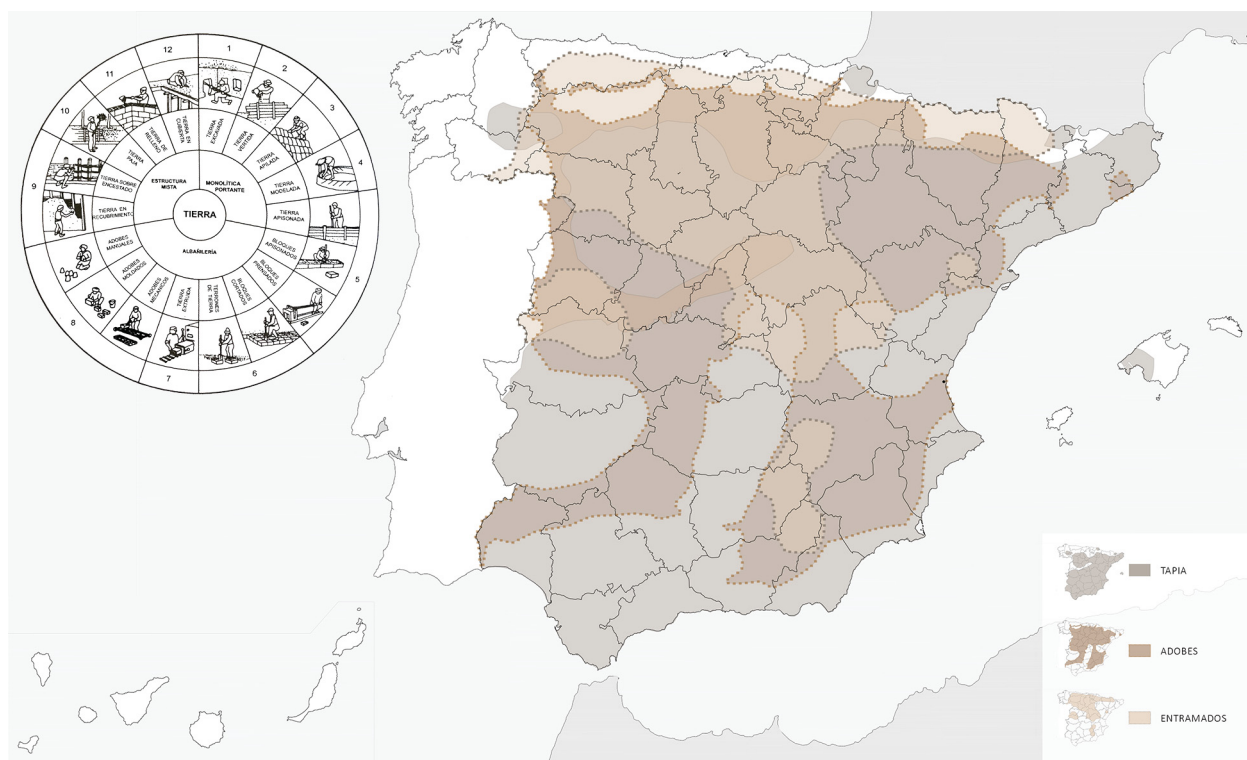 12
1
2
3
4
5
6
7
8
9
10
11
TIERRA EN
CUBIERTA
TIERRA
EXCAVADA
TIERRA
VERTIDA
TIERRA
APILADA
TIERRA
MODELADA
TIERRA
APISONADA
BLOQUES
APISONADOS
BLOQUES
PRENSADOS
BLOQUES
CORTADOS
TERRONES
DE TIERRA
TIERRA
EXTRUIDA
ADOBES
MECANICOS
ADOBES
MOLDADOS
ADOBES
MANUALES
TIERRA EN
RECUBRIMIENTO
TIERRA SOBRE
ENCESTADO
TIERRA
PAJA
TIERRA DE
RELLENO
ESTRUCTURA
MISTA
MONOLÍTICA
PORTANTE
TIERRA
ALBAÑILERÍA
TAPIA
ADOBES
ENTRAMADOS